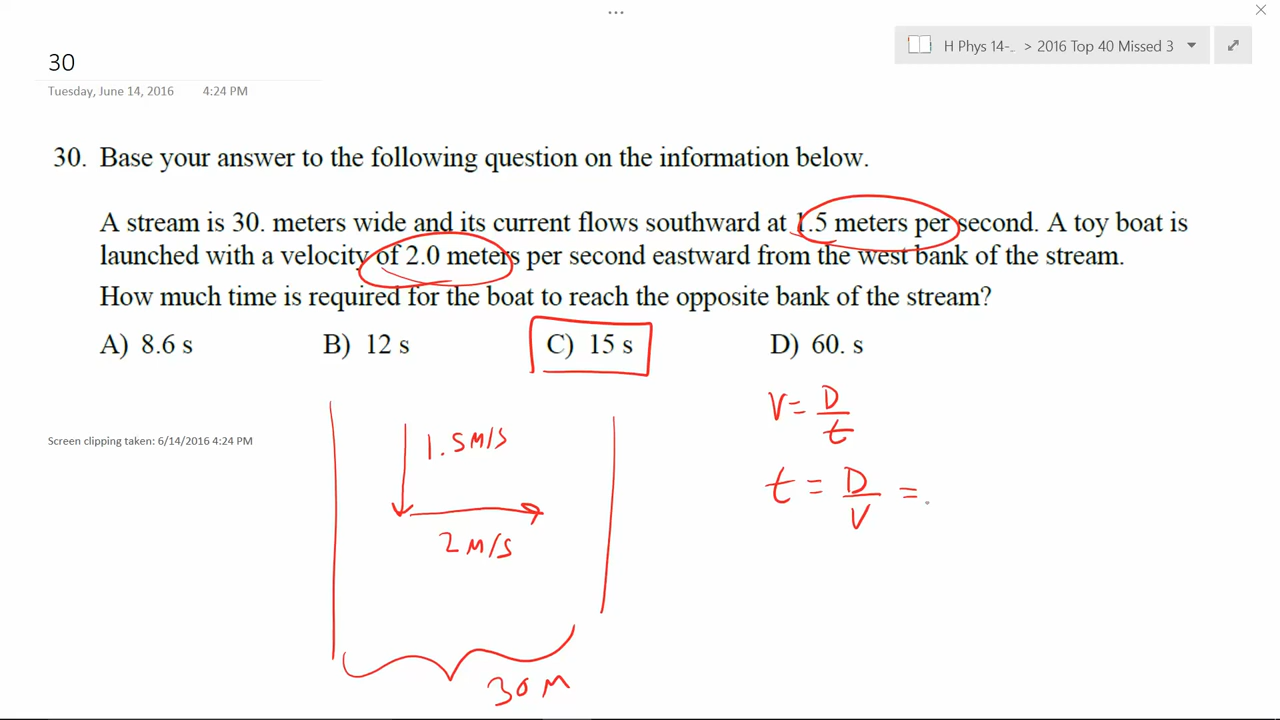 H Phys 14-.. > 2016 Top 40 Missed 3
30
Tuesday, June 14, 2016 4:24 PM
30. Base your answer to the following question on the information below.
A stream is 30. meters wide and its current flows southward at 1.5 meters per second. A toy boat is
launched with a velocity of 2.0 meters per second eastward from the west bank of the stream.
How much time is required for the boat to reach the opposite bank of the stream?
A) 8.6 s B) 12 s C) 15 s D) 60. s
V = D/t
1.5 M/S
Screen clipping taken: 6/14/2016 4:24 PM
t = D/V =
2 M/S
30 M